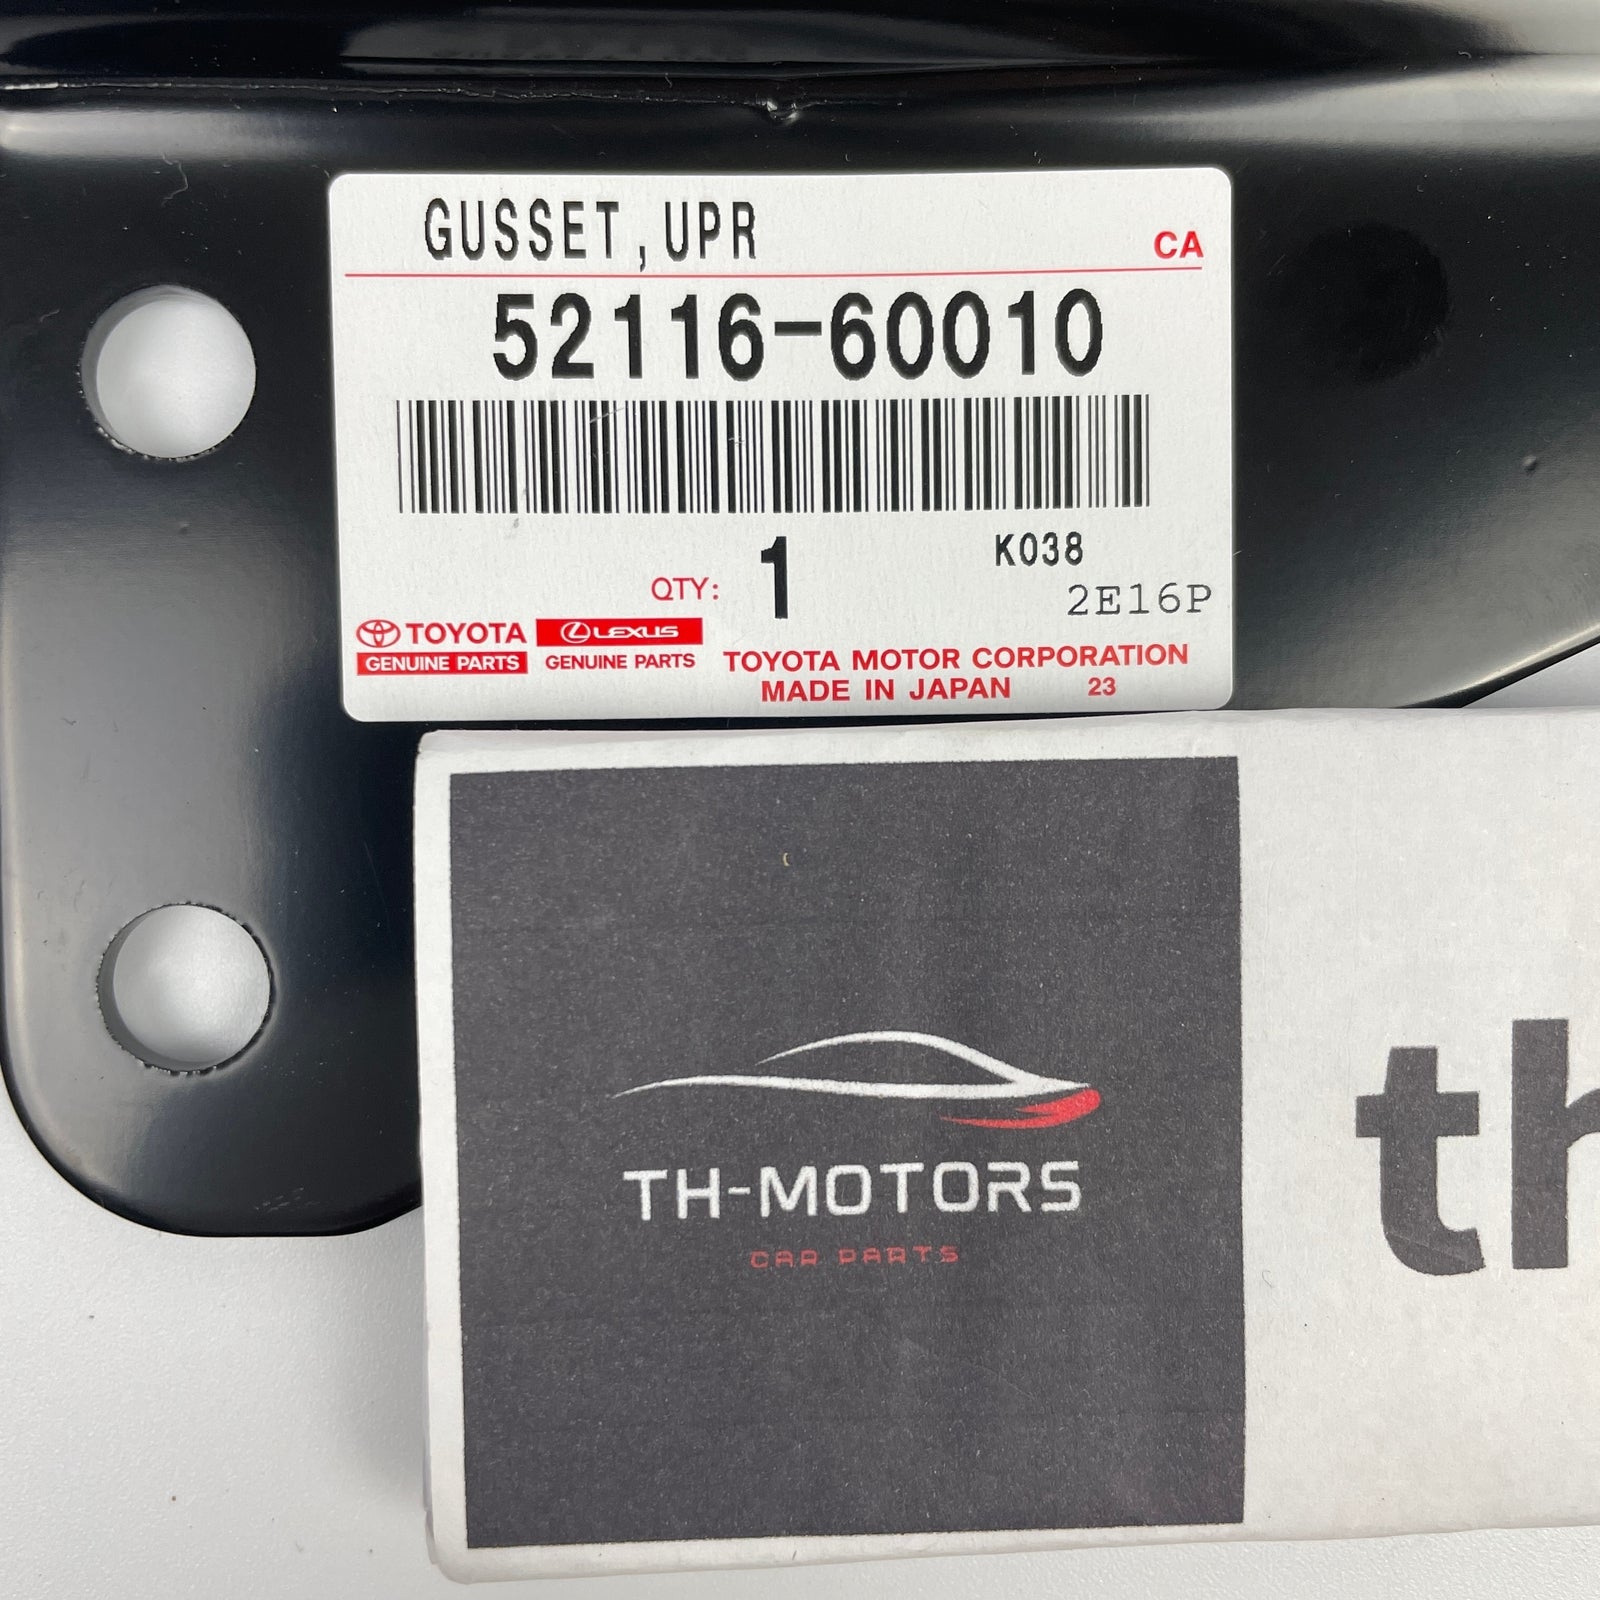 GUSSET,UPR
CA
52116-60010
K038
QTY: 1
2E16P
TOYOTA
GENUINE PARTS
LEXUS
GENUINE PARTS
TOYOTA MOTOR CORPORATION
MADE IN JAPAN 23
TH-MOTORS
CAR PARTS
th